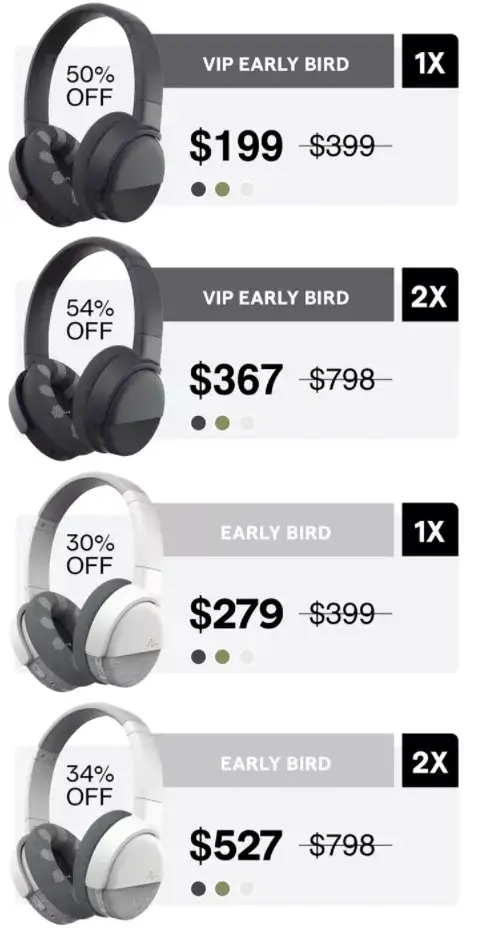 50%
OFF
VIP EARLY BIRD
1X
$199 $399
54%
OFF
VIP EARLY BIRD
2X
$367 $798
30%
OFF
EARLY BIRD
1X
$279 $399
34%
OFF
EARLY BIRD
2X
$527 $798